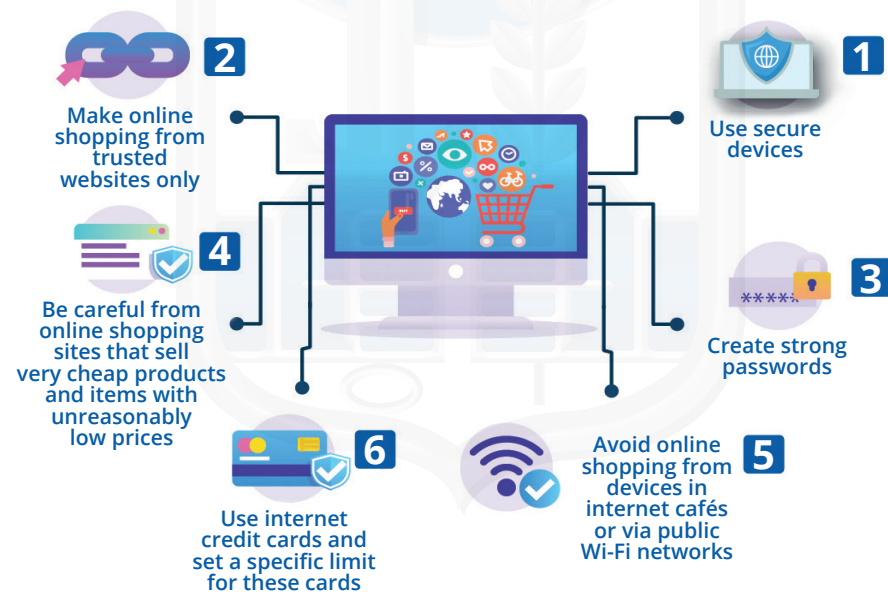 1
Use secure
devices
2
Make online
shopping from
trusted
websites only
3
*****
Create strong
passwords
4
Be careful from
online shopping
sites that sell
very cheap products
and items with
unreasonably
low prices
5
Avoid online
shopping from
devices in
internet cafés
or via public
Wi-Fi networks
6
Use internet
credit cards and
set a specific limit
for these cards
$
%